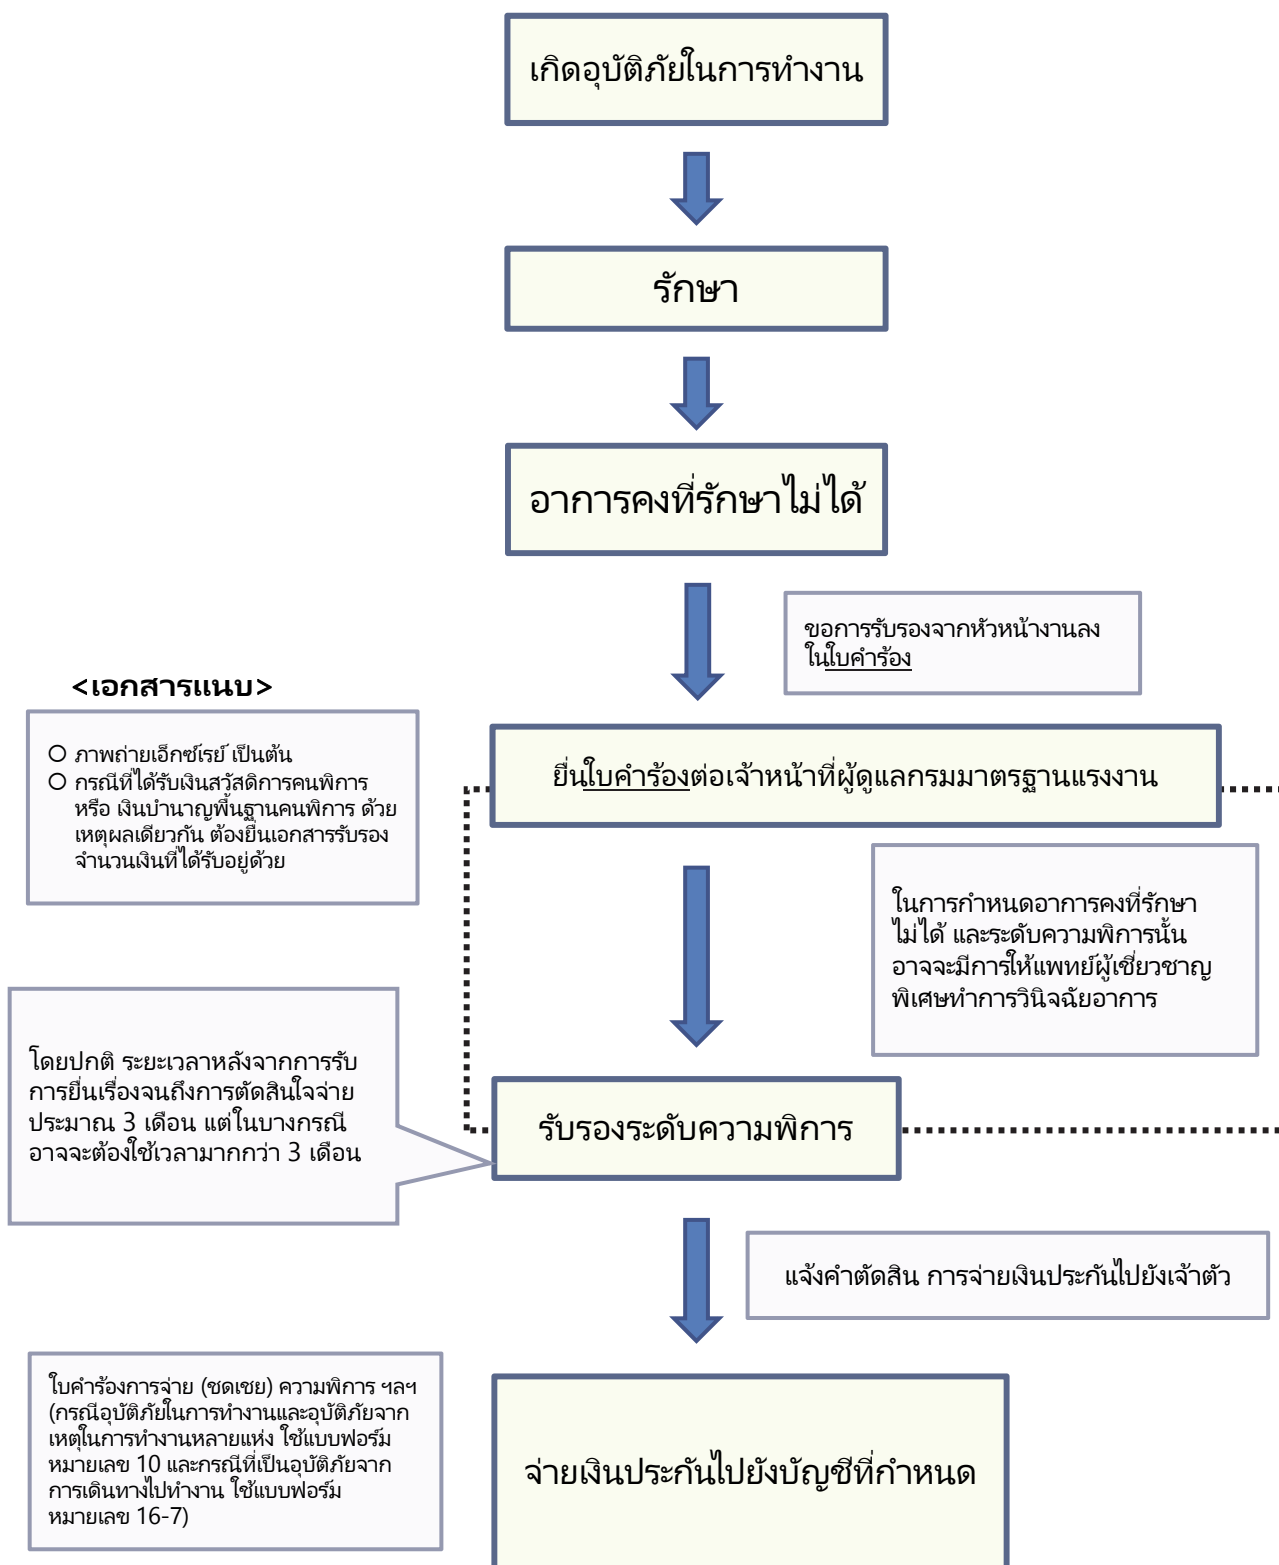 เกิดอุบัติภัยในการทำงาน
รักษา
อาการคงที่รักษาไม่ได้
ขอการรับรองจากหัวหน้างานลง
ในใบคำร้อง
<เอกสารแนบ>
○ ภาพถ่ายเอ็กซ์เรย์ เป็นต้น
○ กรณีที่ได้รับเงินสวัสดิการคนพิการ
หรือ เงินบำนาญพื้นฐานคนพิการ ด้วย
เหตุผลเดียวกัน ต้องยื่นเอกสารรับรอง
จำนวนเงินที่ได้รับอยู่ด้วย
ยื่นใบคำร้องต่อเจ้าหน้าที่ผู้ดูแลกรมมาตรฐานแรงงาน
ในการกำหนดอาการคงที่รักษา
ไม่ได้ และระดับความพิการนั้น
อาจจะมีการให้แพทย์ผู้เชี่ยวชาญ
พิเศษทำการวินิจฉัยอาการ
โดยปกติ ระยะเวลาหลังจากการรับ
การยื่นเรื่องจนถึงการตัดสินใจจ่าย
ประมาณ 3 เดือน แต่ในบางกรณี
อาจจะต้องใช้เวลามากกว่า 3 เดือน
รับรองระดับความพิการ
แจ้งคำตัดสิน การจ่ายเงินประกันไปยังเจ้าตัว
ใบคำร้องการจ่าย (ชดเชย) ความพิการ ฯลฯ
(กรณีอุบัติภัยในการทำงานและอุบัติภัยจาก
เหตุในการทำงานหลายแห่ง ใช้แบบฟอร์ม
หมายเลข 10 และกรณีที่เป็นอุบัติภัยจาก
การเดินทางไปทำงาน ใช้แบบฟอร์ม
หมายเลข 16-7)
จ่ายเงินประกันไปยังบัญชีที่กำหนด